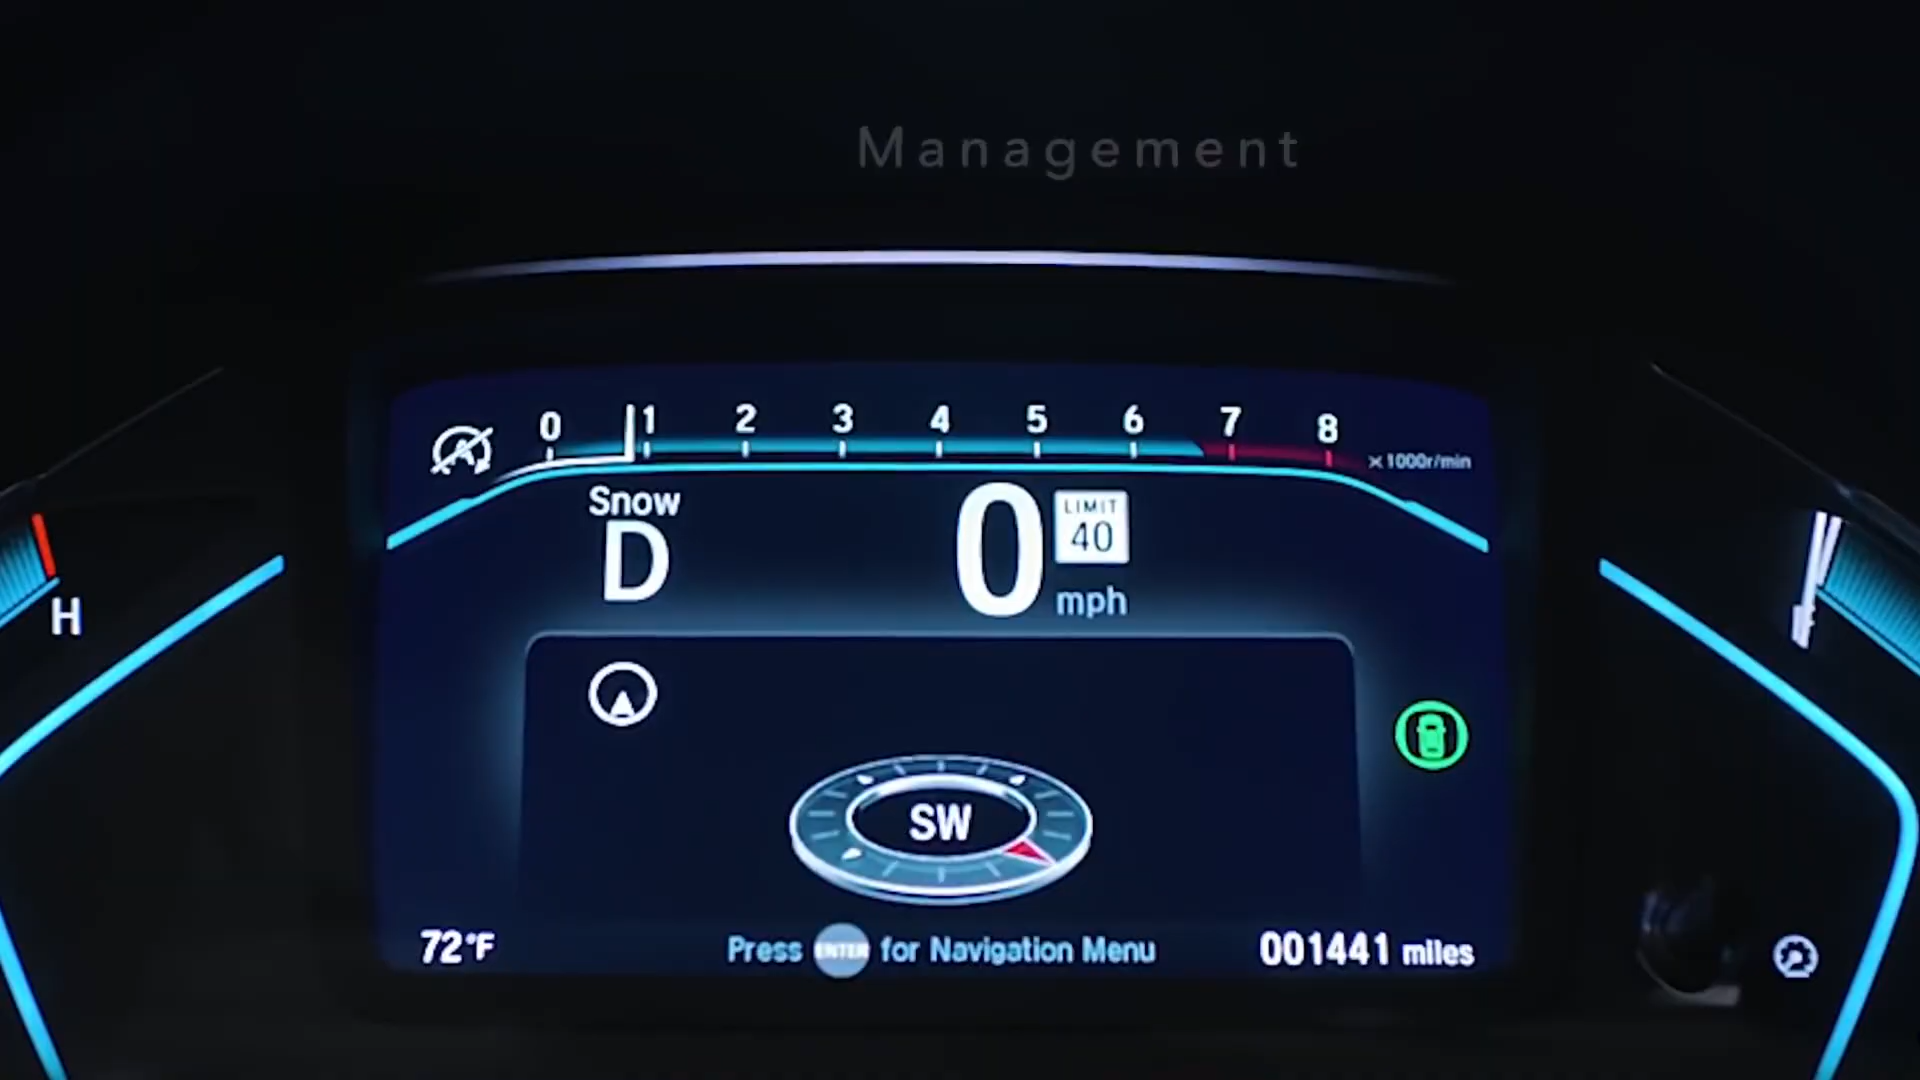 Management
0 1 2 3 4 5 6 7 8
x1000r/min
Snow
D
0
LIMIT
40
mph
H
SW
72°F
Press ENTER for Navigation Menu
001441 miles